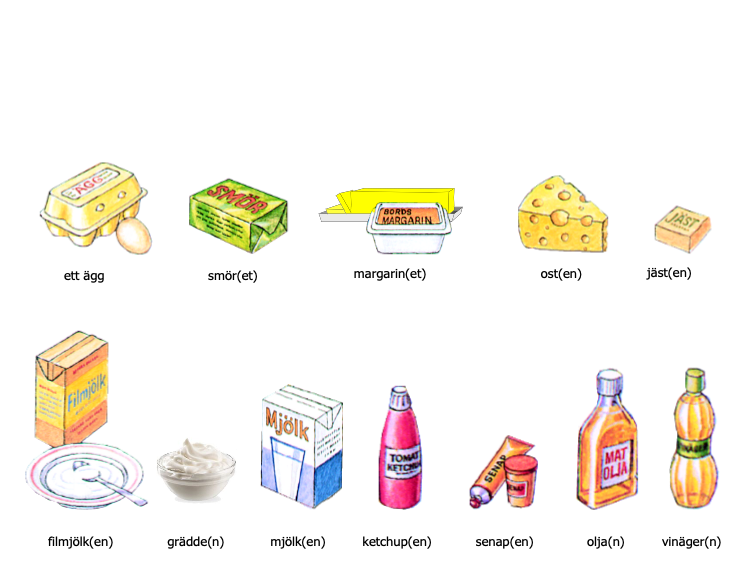 ÄGG
SMÖR
BORDS
MARGARIN
JÄST
ett ägg
smör(et)
margarin(et)
ost(en)
jäst(en)
Filmjölk
Mjölk
TOMAT
KETCHUP
SENAP
SENAP
MAT
OLJA
VINÄGER
filmjölk(en)
grädde(n)
mjölk(en)
ketchup(en)
senap(en)
olja(n)
vinäger(n)